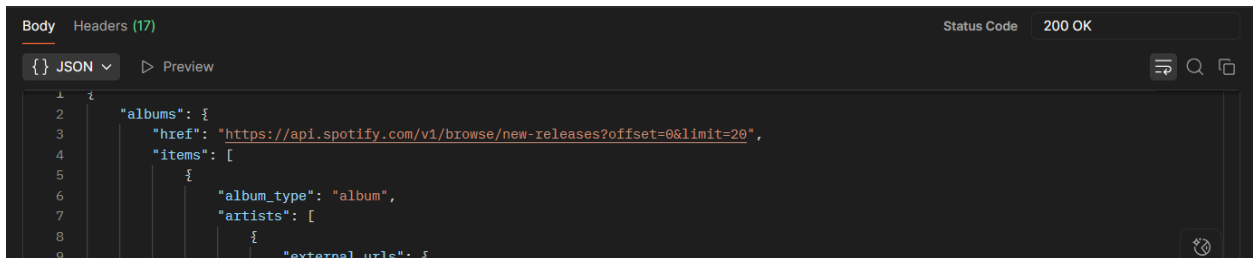 Body Headers (17) Status Code 200 OK
{} JSON Preview
1 {
2 "albums": {
3 "href": "https://api.spotify.com/v1/browse/new-releases?offset=0&limit=20",
4 "items": [
5 {
6 "album_type": "album",
7 "artists": [
8 {
9 "external_urls": {